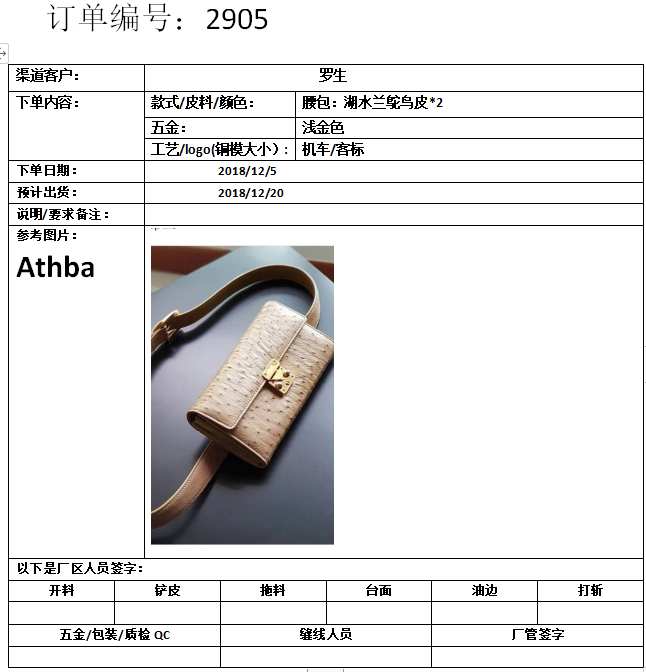 订单编号：2905
渠道客户： 罗生
下单内容： 款式/皮料/颜色： 腰包：湖水兰鸵鸟皮*2
五金： 浅金色
工艺/logo(铜模大小)： 机车/客标
下单日期： 2018/12/5
预计出货： 2018/12/20
说明/要求备注：
参考图片：
Athba
以下是厂区人员签字：
开料 铲皮 拖料 台面 油边 打斩
五金/包装/质检 QC 缝线人员 厂管签字